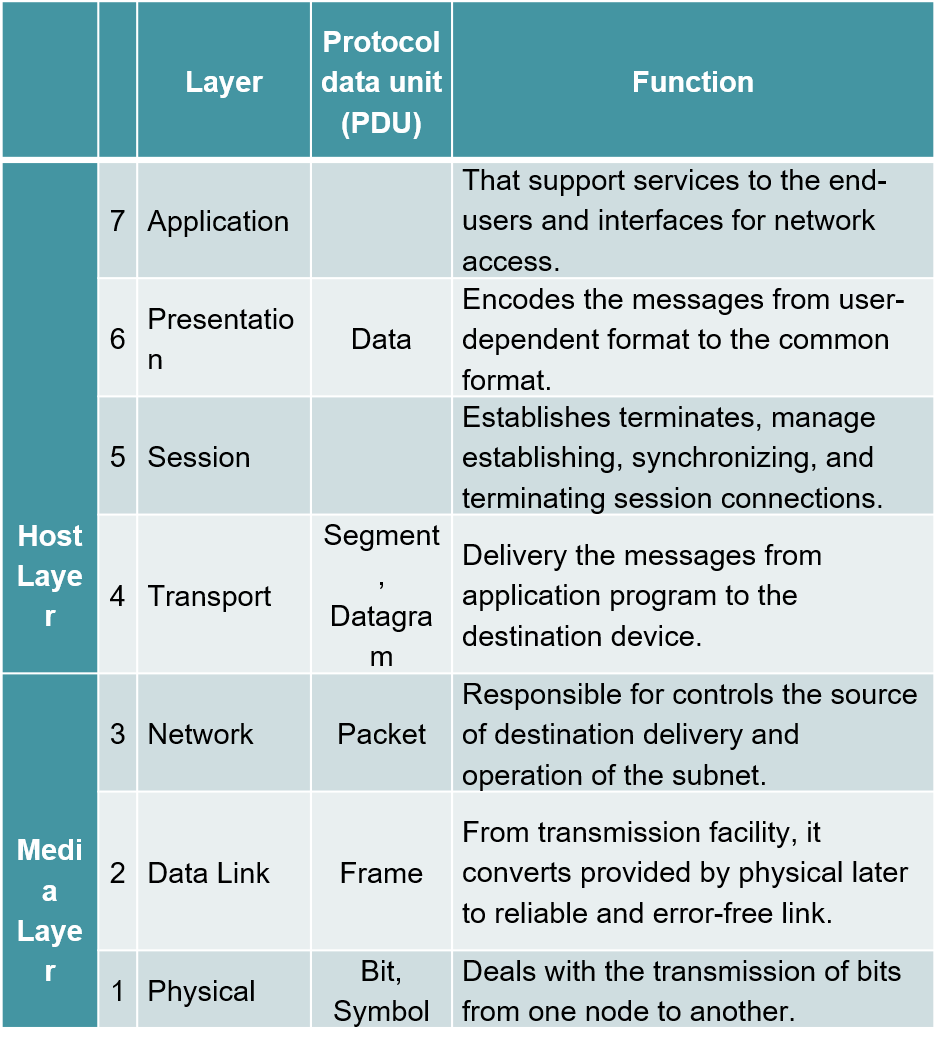 Layer
Protocol
data unit
(PDU)
Function
7
Application
That support services to the end-
users and interfaces for network
access.
6
Presentatio
n
Data
Encodes the messages from user-
dependent format to the common
format.
5
Session
Establishes terminates, manage
establishing, synchronizing, and
terminating session connections.
Host
Laye
r
4
Transport
Segment
,
Datagra
m
Delivery the messages from
application program to the
destination device.
3
Network
Packet
Responsible for controls the source
of destination delivery and
operation of the subnet.
Medi
a
Laye
r
2
Data Link
Frame
From transmission facility, it
converts provided by physical later
to reliable and error-free link.
1
Physical
Bit,
Symbol
Deals with the transmission of bits
from one node to another.